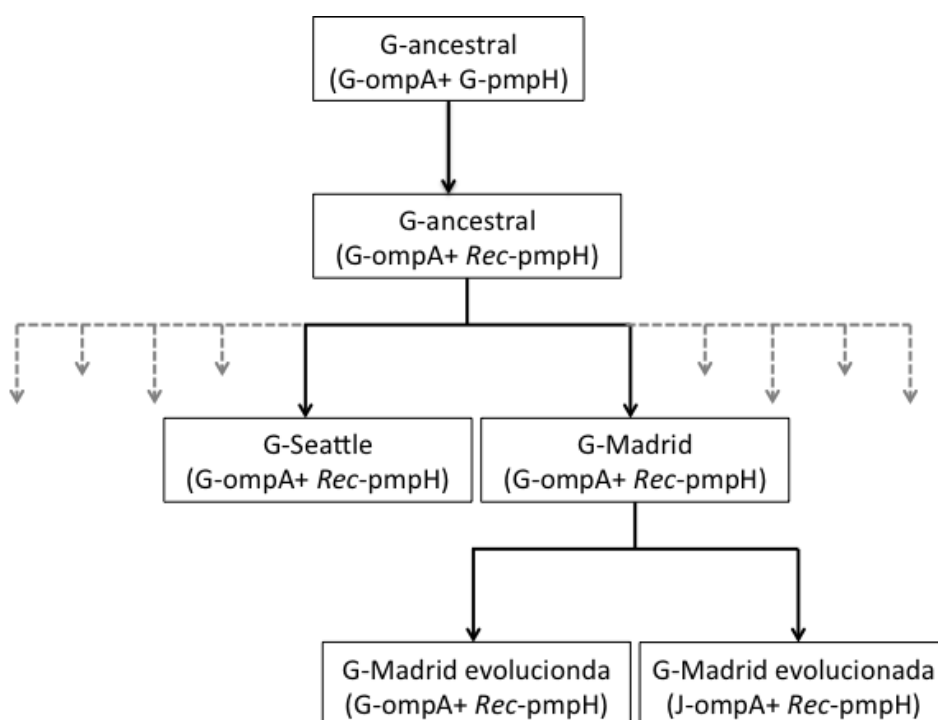 G-ancestral
(G-ompA+ G-pmpH)
G-ancestral
(G-ompA+ Rec-pmpH)
G-Seattle
(G-ompA+ Rec-pmpH)
G-Madrid
(G-ompA+ Rec-pmpH)
G-Madrid evolucionda
(G-ompA+ Rec-pmpH)
G-Madrid evolucionada
(J-ompA+ Rec-pmpH)